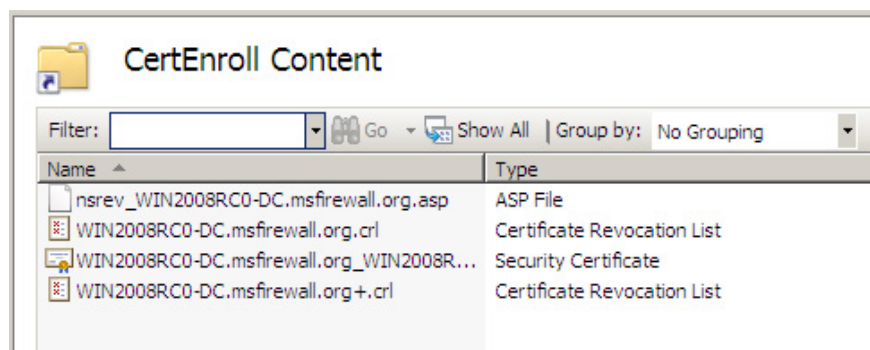 CertEnroll Content
Filter: Go Show All Group by: No Grouping
Name Type
nsrev_WIN2008RC0-DC.msfirewall.org.asp ASP File
WIN2008RC0-DC.msfirewall.org.crl Certificate Revocation List
WIN2008RC0-DC.msfirewall.org_WIN2008R... Security Certificate
WIN2008RC0-DC.msfirewall.org+.crl Certificate Revocation List